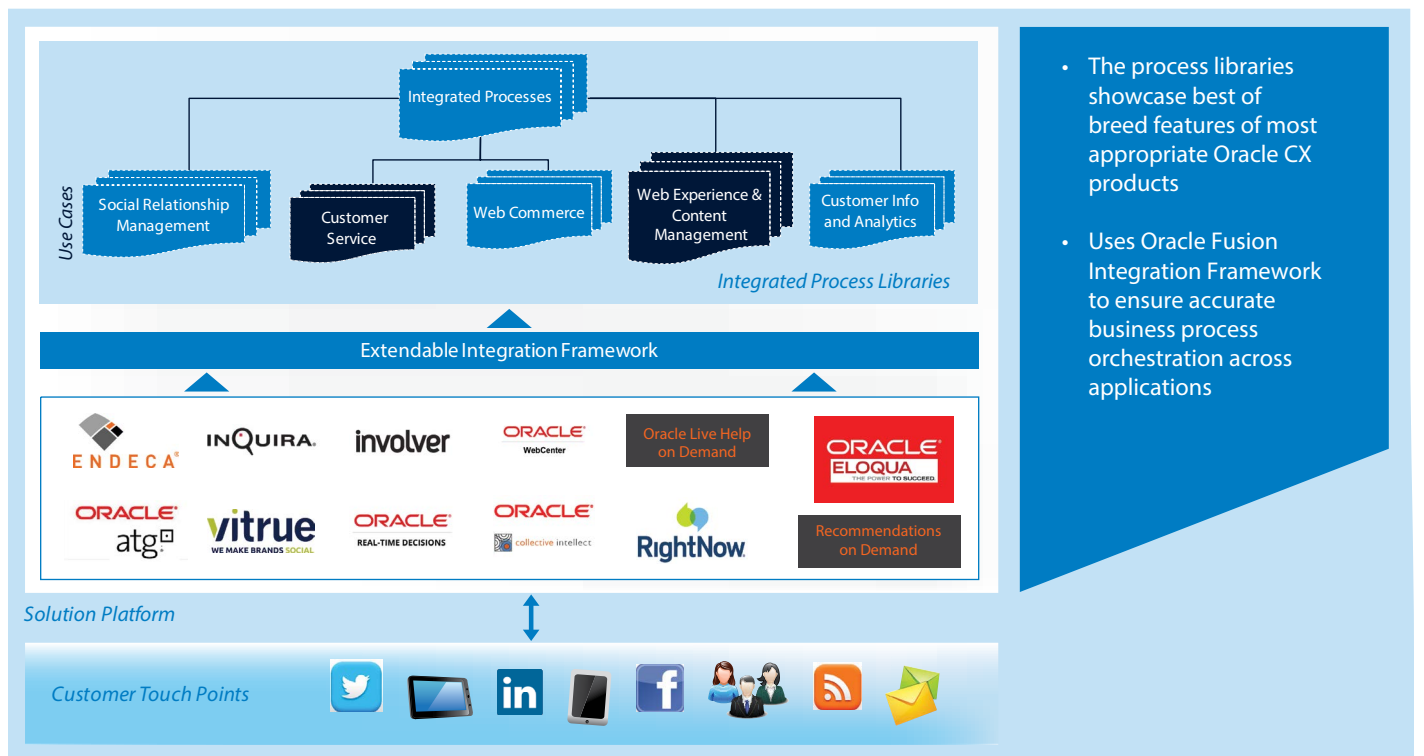 Integrated Processes
Use Cases
Social Relationship
Management
Customer
Service
Web Commerce
Web Experience &
Content
Management
Customer Info
and Analytics
Integrated Process Libraries
Extendable Integration Framework
ENDECA®
INQUIRA®
involver
ORACLE®
WebCenter
Oracle Live Help
on Demand
ORACLE®
ELOQUA
THE POWER TO SUCCEED.
ORACLE®
atg
vitrue
WE MAKE BRANDS SOCIAL
ORACLE®
REAL-TIME DECISIONS
ORACLE®
collective intellect
RIGHTNOW
Recommendations
on Demand
Solution Platform
Customer Touch Points
in
f
• The process libraries
showcase best of
breed features of most
appropriate Oracle CX
products
• Uses Oracle Fusion
Integration Framework
to ensure accurate
business process
orchestration across
applications